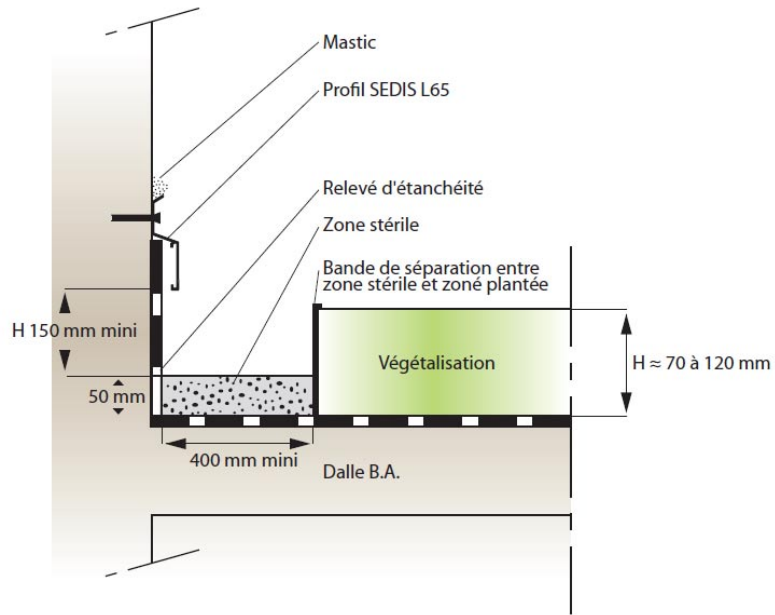 Mastic
Profil SEDIS L65
Relevé d'étanchéité
Zone stérile
Bande de séparation entre
zone stérile et zoné plantée
H 150 mm mini
Végétalisation
H ≈ 70 à 120 mm
50 mm
400 mm mini
Dalle B.A.